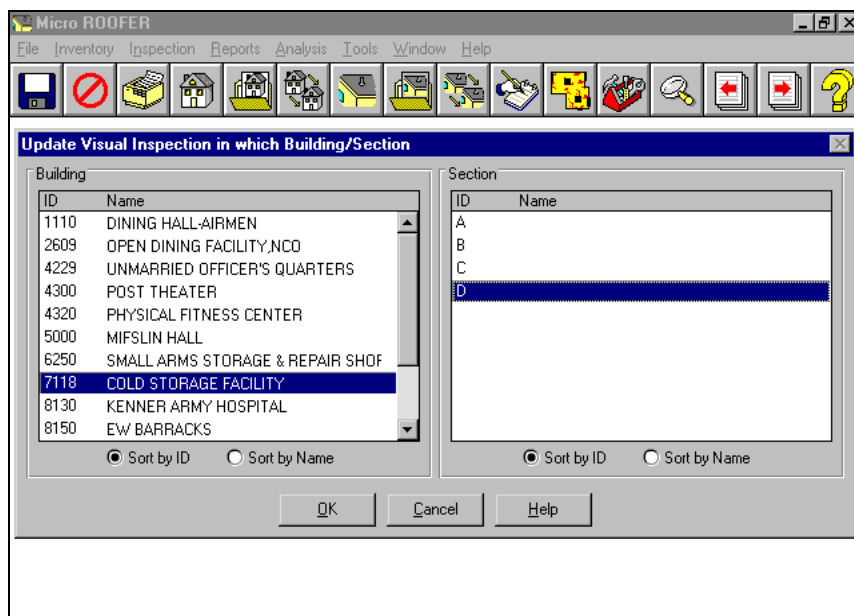 Micro ROOFER
File Inventory Inspection Reports Analysis Tools Window Help
Update Visual Inspection in which Building/Section
Building
ID Name
1110 DINING HALL-AIRMEN
2609 OPEN DINING FACILITY,NCO
4229 UNMARRIED OFFICER'S QUARTERS
4300 POST THEATER
4320 PHYSICAL FITNESS CENTER
5000 MIFSLIN HALL
6250 SMALL ARMS STORAGE & REPAIR SHOF
7118 COLD STORAGE FACILITY
8130 KENNER ARMY HOSPITAL
8150 EW BARRACKS
Sort by ID Sort by Name
Section
ID Name
A
B
C
D
Sort by ID Sort by Name
OK Cancel Help